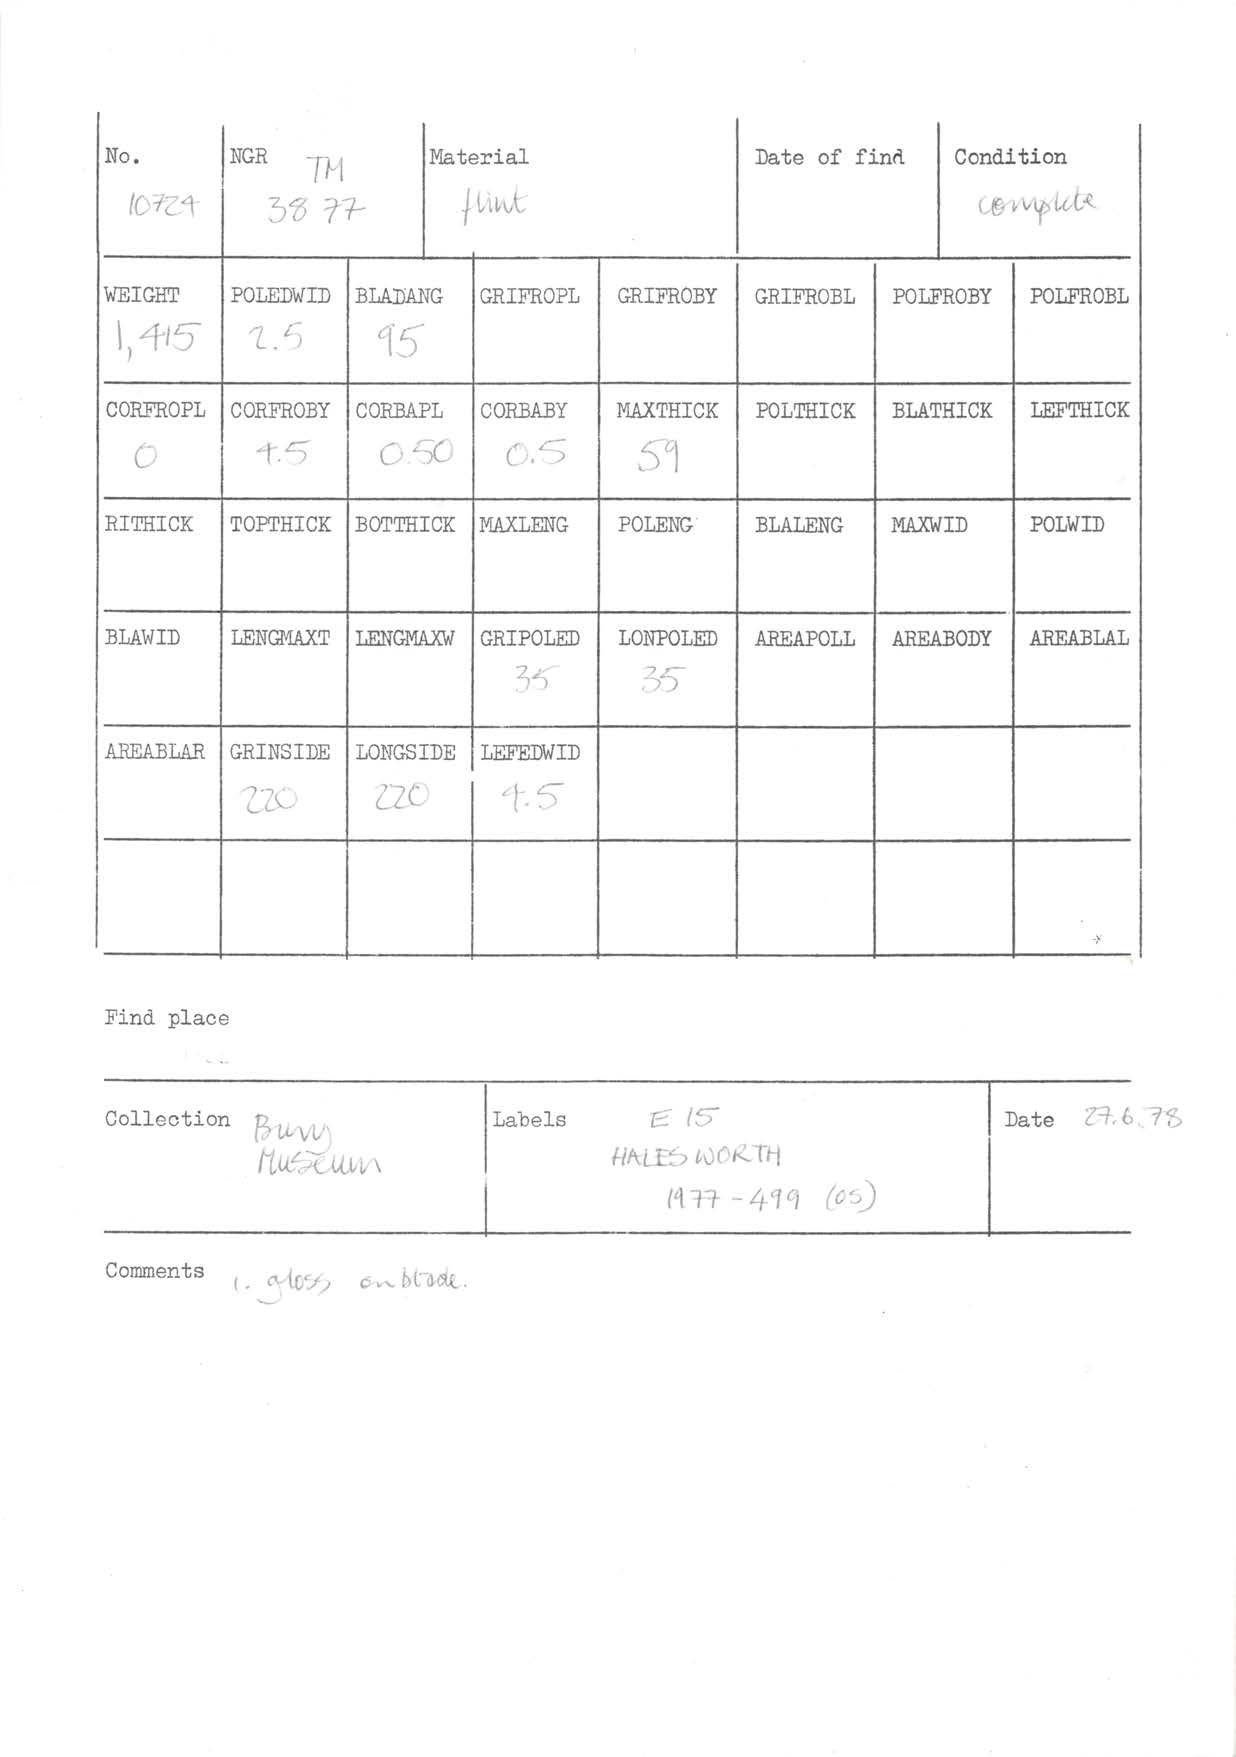 No. NGR TM Material Date of find Condition
10724 38 77 flint complete
WEIGHT POLEDWID BLADANG GRIFROPL GRIFROBY GRIFROBL POLFROBY POLFROBL
1,415 2.5 95
CORFROPL CORFROBY CORBAPL CORBABY MAXTHICK POLTHICK BLATHICK LEFTHICK
0 4.5 0.50 0.5 59
RITHICK TOPTHICK BOTTHICK MAXLENG POLENG BLALENG MAXWID POLWID
BLAWID LENGMAXT LENGMAXW GRIPOLED LONPOLED AREAPOLL AREABODY AREABLAL
35 35
AREABLAR GRINSIDE LONGSIDE LEFEDWID
220 220 4.5
Find place
Collection Bury Labels E 15 Date 27.6.78
Museum HALESWORTH
1977-499 (OS)
Comments 1. gloss on blade.